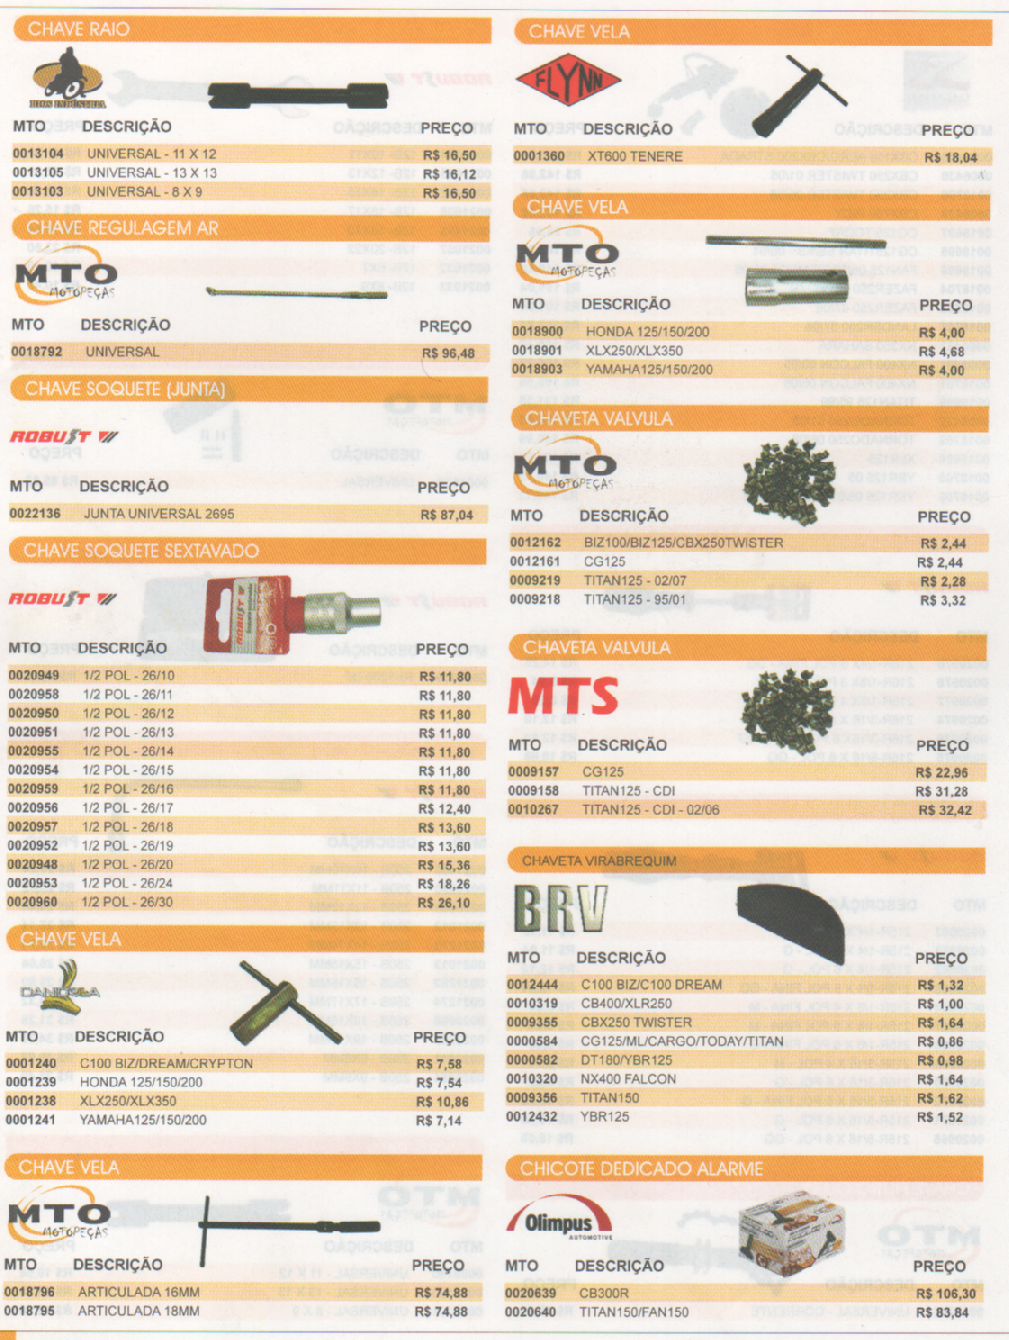 CHAVE RAIO
RIOS INDÚSTRIA
MTO DESCRIÇÃO PREÇO
0013104 UNIVERSAL - 11 X 12 R$ 16,50
0013105 UNIVERSAL - 13 X 13 R$ 16,12
0013103 UNIVERSAL - 8 X 9 R$ 16,50
CHAVE REGULAGEM AR
MTO
MOTOPEÇAS
MTO DESCRIÇÃO PREÇO
0018792 UNIVERSAL R$ 96,48
CHAVE SOQUETE (JUNTA)
ROBUST
MTO DESCRIÇÃO PREÇO
0022136 JUNTA UNIVERSAL 2695 R$ 87,04
CHAVE SOQUETE SEXTAVADO
ROBUST
ROBUST
MTO DESCRIÇÃO PREÇO
0020949 1/2 POL - 26/10 R$ 11,80
0020958 1/2 POL - 26/11 R$ 11,80
0020950 1/2 POL - 26/12 R$ 11,80
0020951 1/2 POL - 26/13 R$ 11,80
0020955 1/2 POL - 26/14 R$ 11,80
0020954 1/2 POL - 26/15 R$ 11,80
0020959 1/2 POL - 26/16 R$ 11,80
0020956 1/2 POL - 26/17 R$ 12,40
0020957 1/2 POL - 26/18 R$ 13,60
0020952 1/2 POL - 26/19 R$ 13,60
0020948 1/2 POL - 26/20 R$ 15,36
0020953 1/2 POL - 26/24 R$ 18,26
0020960 1/2 POL - 26/30 R$ 26,10
CHAVE VELA
MTO DESCRIÇÃO PREÇO
0001240 C100 BIZ/DREAM/CRYPTON R$ 7,58
0001239 HONDA 125/150/200 R$ 7,54
0001238 XLX250/XLX350 R$ 10,86
0001241 YAMAHA125/150/200 R$ 7,14
CHAVE VELA
MTO
MOTOPEÇAS
MTO DESCRIÇÃO PREÇO
0018796 ARTICULADA 16MM R$ 74,88
0018795 ARTICULADA 18MM R$ 74,88
CHAVE VELA
FLYNN
MTO DESCRIÇÃO PREÇO
0001360 XT600 TENERE R$ 18,04
CHAVE VELA
MTO
MOTOPEÇAS
MTO DESCRIÇÃO PREÇO
0018900 HONDA 125/150/200 R$ 4,00
0018901 XLX250/XLX350 R$ 4,68
0018903 YAMAHA125/150/200 R$ 4,00
CHAVETA VALVULA
MTO
MOTOPEÇAS
MTO DESCRIÇÃO PREÇO
0012162 BIZ100/BIZ125/CBX250TWISTER R$ 2,44
0012161 CG125 R$ 2,44
0009219 TITAN125 - 02/07 R$ 2,28
0009218 TITAN125 - 95/01 R$ 3,32
CHAVETA VALVULA
MTS
MTO DESCRIÇÃO PREÇO
0009157 CG125 R$ 22,96
0009158 TITAN125 - CDI R$ 31,28
0010267 TITAN125 - CDI - 02/06 R$ 32,42
CHAVETA VIRABREQUIM
BRV
MTO DESCRIÇÃO PREÇO
0012444 C100 BIZ/C100 DREAM R$ 1,32
0010319 CB400/XLR250 R$ 1,00
0009355 CBX250 TWISTER R$ 1,64
0000584 CG125/ML/CARGO/TODAY/TITAN R$ 0,86
0000582 DT180/YBR125 R$ 0,98
0010320 NX400 FALCON R$ 1,64
0009356 TITAN150 R$ 1,62
0012432 YBR125 R$ 1,52
CHICOTE DEDICADO ALARME
Olimpus
AUTOMOTIVE
MTO DESCRIÇÃO PREÇO
0020639 CB300R R$ 106,30
0020640 TITAN150/FAN150 R$ 83,84